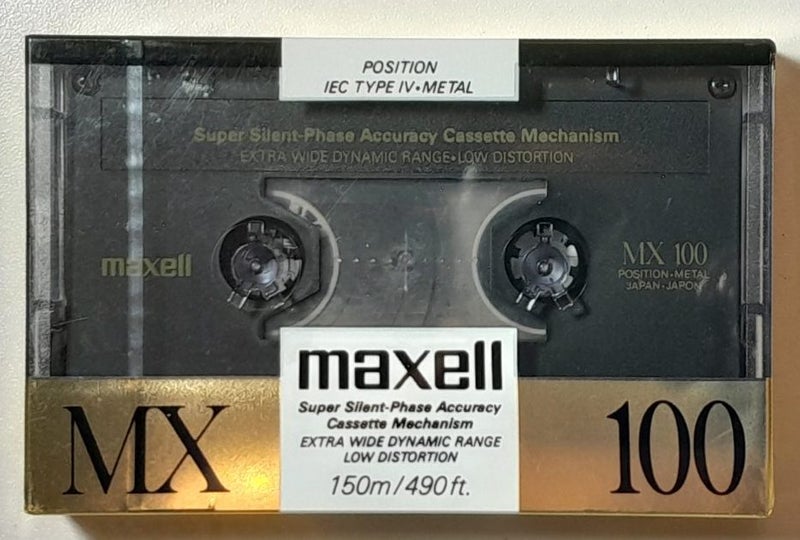 POSITION
IEC TYPE IV•METAL
Super Silent-Phase Accuracy Cassette Mechanism
EXTRA WIDE DYNAMIC RANGE•LOW DISTORTION
maxell
MX 100
POSITION•METAL
JAPAN•JAPON
maxell
Super Silent-Phase Accuracy
Cassette Mechanism
EXTRA WIDE DYNAMIC RANGE
LOW DISTORTION
150m/490ft.
MX
100